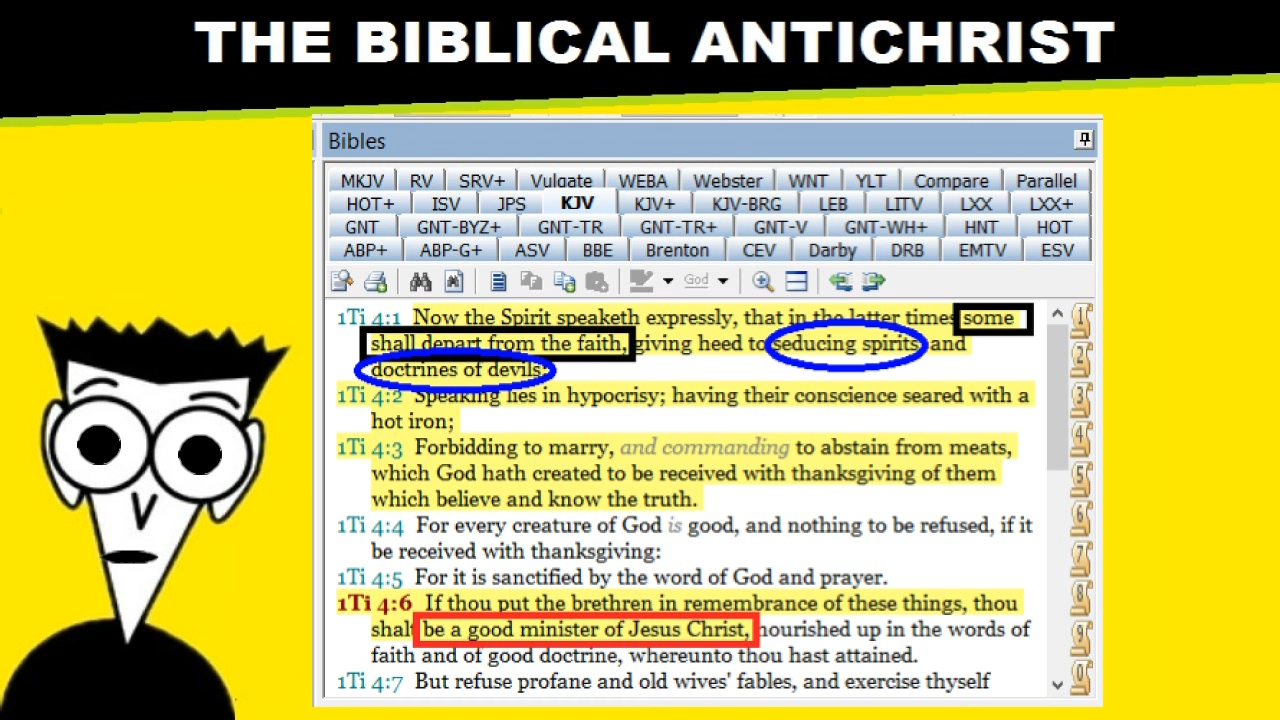 THE BIBLICAL ANTICHRIST
Bibles
MKJV RV SRV+ Vulgate WEBA Webster WNT YLT Compare Parallel
HOT+ ISV JPS KJV KJV+ KJV-BRG LEB LITV LXX LXX+
GNT GNT-BYZ+ GNT-TR GNT-TR+ GNT-V GNT-WH+ HNT HOT
ABP+ ABP-G+ ASV BBE Brenton CEV Darby DRB EMTV ESV
God
1Ti 4:1 Now the Spirit speaketh expressly, that in the latter times some
shall depart from the faith, giving heed to seducing spirits, and
doctrines of devils;
1Ti 4:2 Speaking lies in hypocrisy; having their conscience seared with a
hot iron;
1Ti 4:3 Forbidding to marry, and commanding to abstain from meats,
which God hath created to be received with thanksgiving of them
which believe and know the truth.
1Ti 4:4 For every creature of God is good, and nothing to be refused, if it
be received with thanksgiving:
1Ti 4:5 For it is sanctified by the word of God and prayer.
1Ti 4:6 If thou put the brethren in remembrance of these things, thou
shalt be a good minister of Jesus Christ, nourished up in the words of
faith and of good doctrine, whereunto thou hast attained.
1Ti 4:7 But refuse profane and old wives' fables, and exercise thyself
1
2
3
4
5
6
7
8
9
0